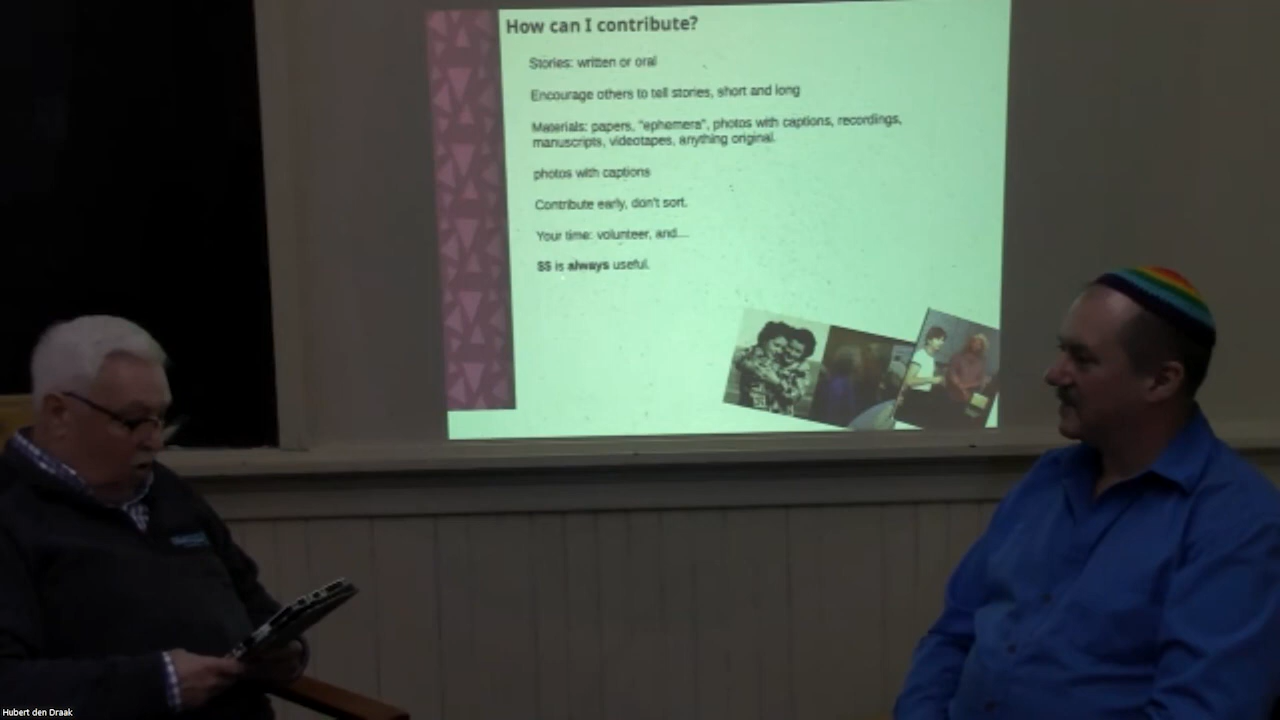 How can I contribute?
Stories: written or oral
Encourage others to tell stories, short and long
Materials: papers, "ephemera", photos with captions, recordings,
manuscripts, videotapes, anything original.
photos with captions
Contribute early, don't sort.
Your time: volunteer, and...
$$ is always useful.
Hubert den Draak